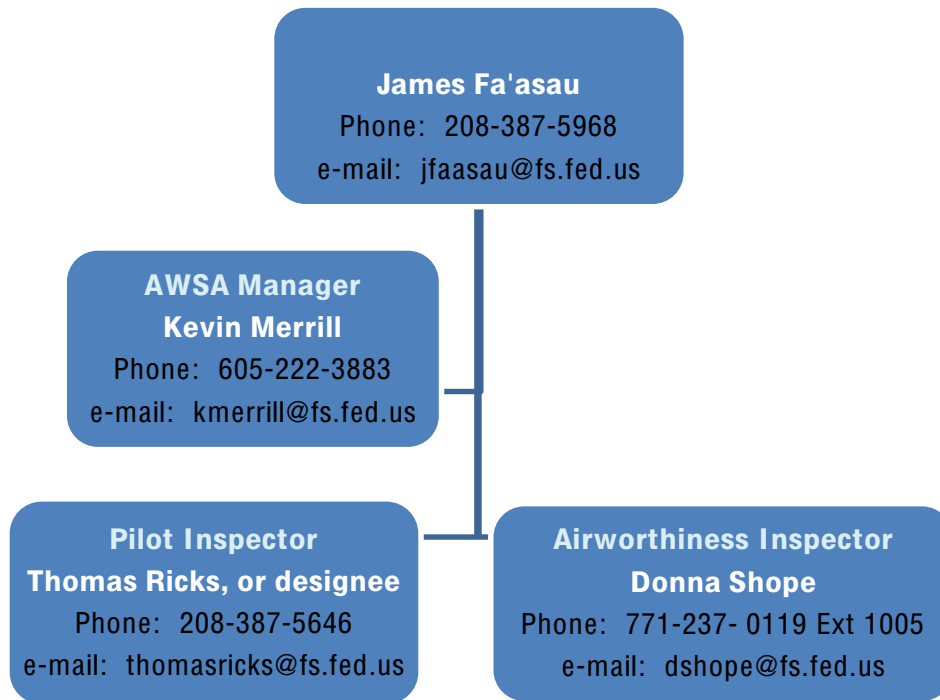 James Fa'asau
Phone: 208-387-5968
e-mail: jfaasau@fs.fed.us
AWSA Manager
Kevin Merrill
Phone: 605-222-3883
e-mail: kmerrill@fs.fed.us
Pilot Inspector
Thomas Ricks, or designee
Phone: 208-387-5646
e-mail: thomasricks@fs.fed.us
Airworthiness Inspector
Donna Shope
Phone: 771-237- 0119 Ext 1005
e-mail: dshope@fs.fed.us